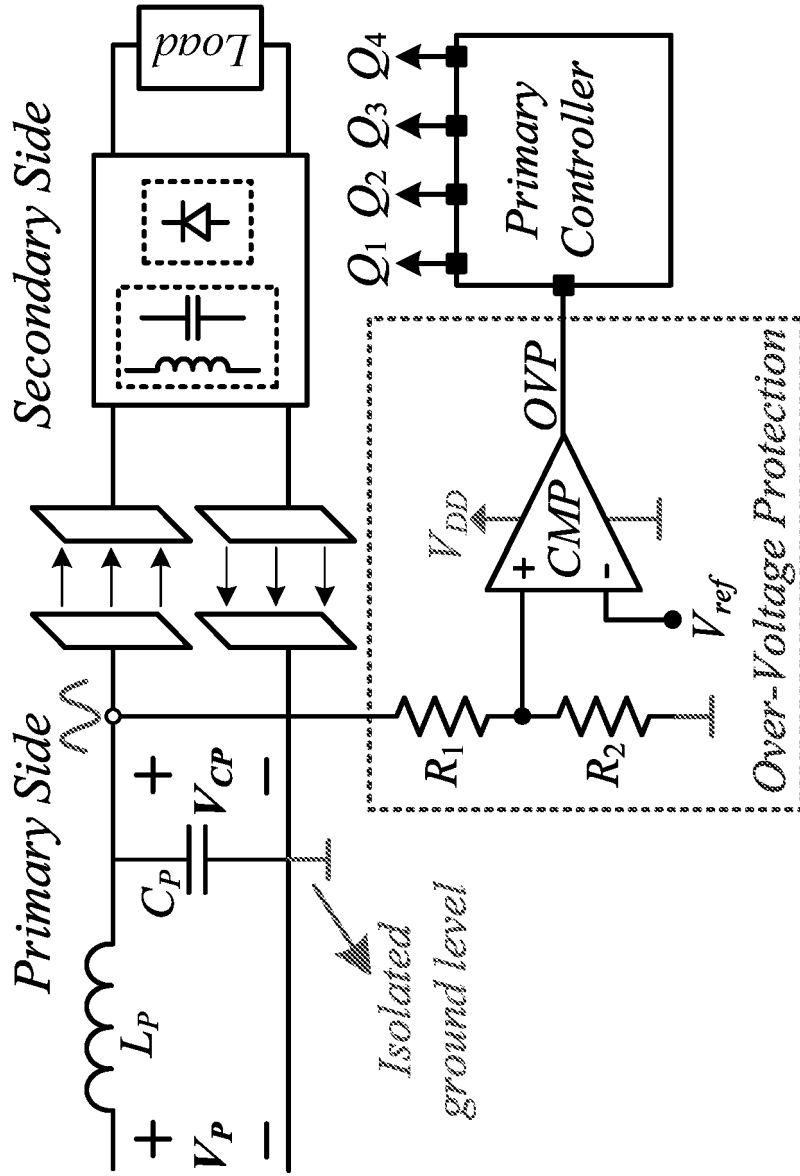 Primary Side
Secondary Side
+
V_P
−
L_P
C_P
+
V_CP
−
Load
Isolated
ground level
R_1
R_2
+
−
CMP
V_DD
V_ref
OVP
Over-Voltage Protection
Q_1
Q_2
Q_3
Q_4
Primary
Controller